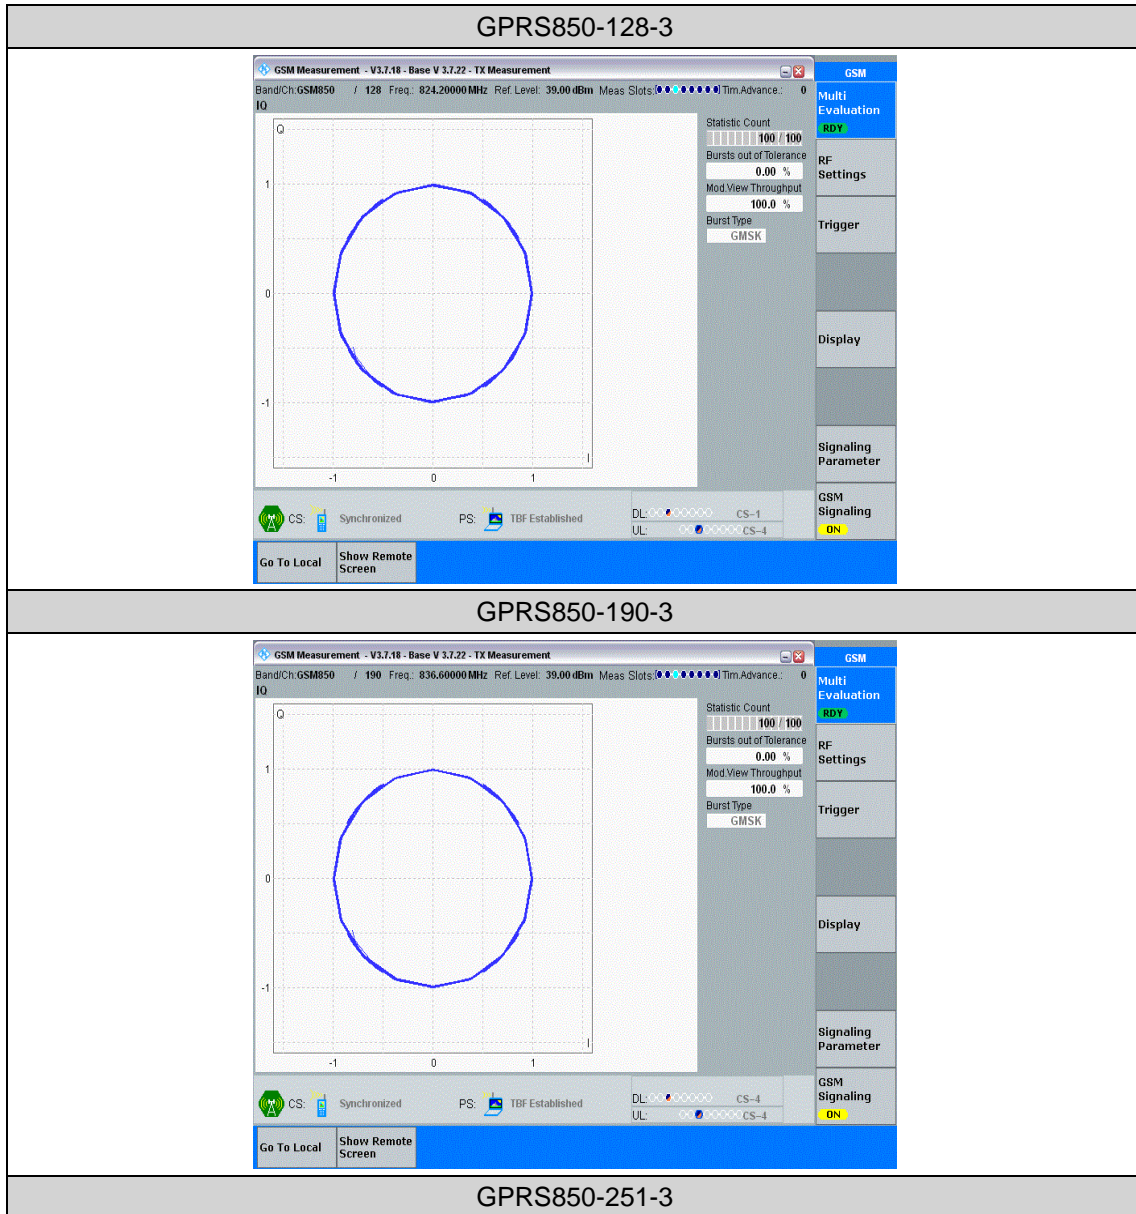 GPRS850-128-3
GSM Measurement - V3.7.18 - Base V 3.7.22 - TX Measurement
GSM
Band/Ch:GSM850 / 128 Freq.: 824.20000 MHz Ref. Level: 39.00 dBm Meas Slots: Tim.Advance.: 0
IQ
Multi
Evaluation
RDY
Q
Statistic Count
100 / 100
Bursts out of Tolerance
0.00 %
Mod.View Throughput
100.0 %
Burst Type
GMSK
RF
Settings
Trigger
Display
Signaling
Parameter
GSM
Signaling
ON
1
0
-1
I
-1 0 1
CS: Synchronized PS: TBF Established DL: CS-1
UL: CS-4
Go To Local Show Remote
Screen
GPRS850-190-3
GSM Measurement - V3.7.18 - Base V 3.7.22 - TX Measurement
GSM
Band/Ch:GSM850 / 190 Freq.: 836.60000 MHz Ref. Level: 39.00 dBm Meas Slots: Tim.Advance.: 0
IQ
Multi
Evaluation
RDY
Q
Statistic Count
100 / 100
Bursts out of Tolerance
0.00 %
Mod.View Throughput
100.0 %
Burst Type
GMSK
RF
Settings
Trigger
Display
Signaling
Parameter
GSM
Signaling
ON
1
0
-1
I
-1 0 1
CS: Synchronized PS: TBF Established DL: CS-4
UL: CS-4
Go To Local Show Remote
Screen
GPRS850-251-3